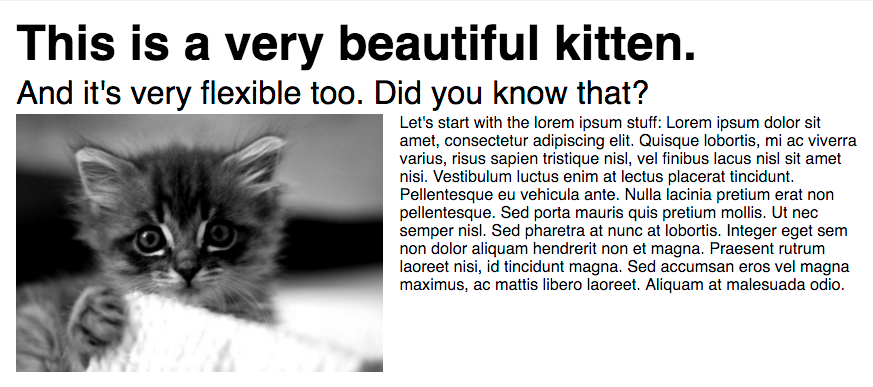 This is a very beautiful kitten.
And it's very flexible too. Did you know that?
Let's start with the lorem ipsum stuff: Lorem ipsum dolor sit
amet, consectetur adipiscing elit. Quisque lobortis, mi ac viverra
varius, risus sapien tristique nisl, vel finibus lacus nisl sit amet
nisi. Vestibulum luctus enim at lectus placerat tincidunt.
Pellentesque eu vehicula ante. Nulla lacinia pretium erat non
pellentesque. Sed porta mauris quis pretium mollis. Ut nec
semper nisl. Sed pharetra at nunc at lobortis. Integer eget sem
non dolor aliquam hendrerit non et magna. Praesent rutrum
laoreet nisi, id tincidunt magna. Sed accumsan eros vel magna
maximus, ac mattis libero laoreet. Aliquam at malesuada odio.